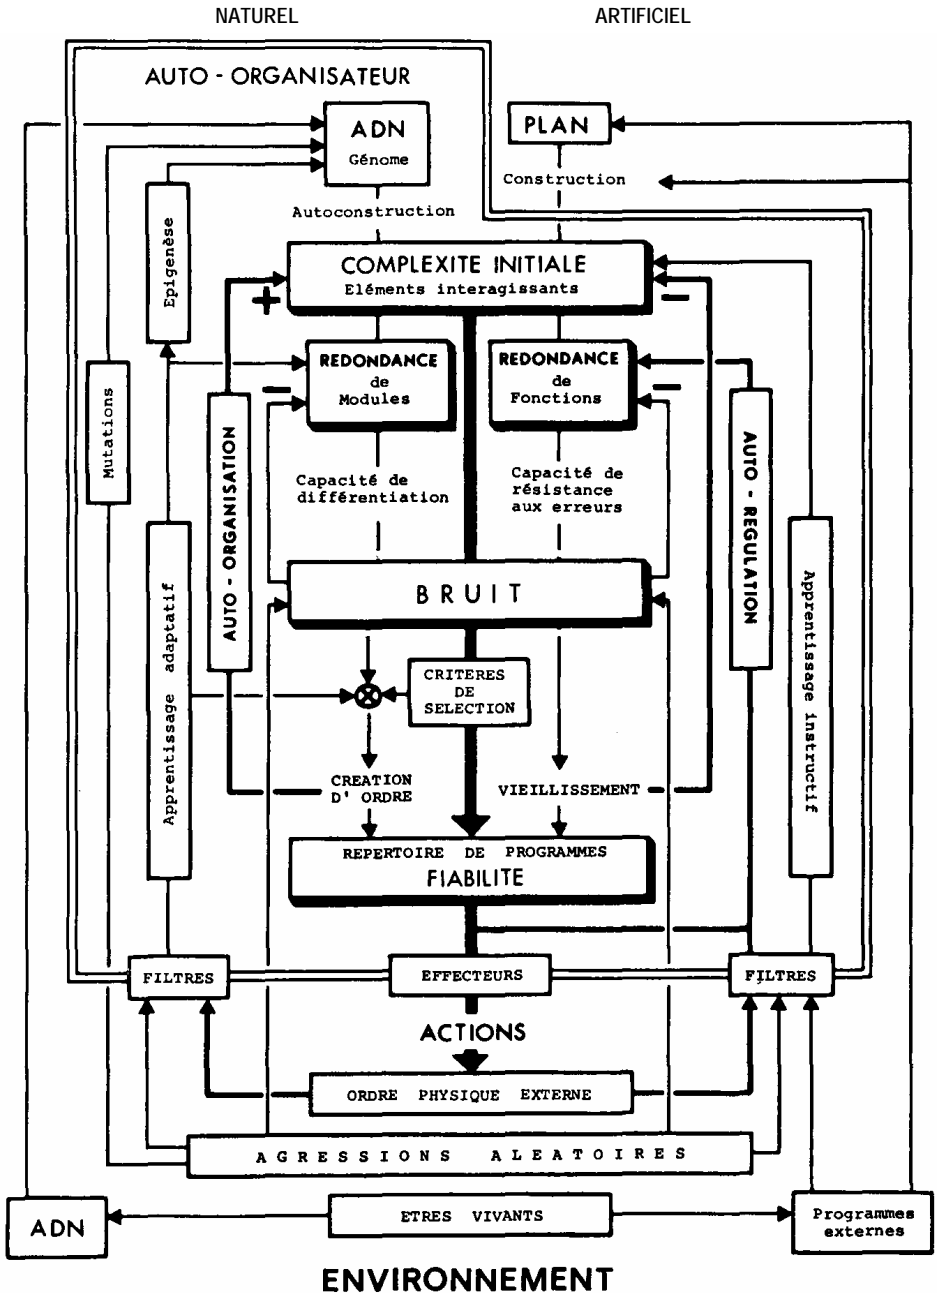 NATUREL
ARTIFICIEL
AUTO - ORGANISATEUR
ADN
Génome
PLAN
Construction
Autoconstruction
Epigenèse
COMPLEXITE INITIALE
Eléments interagissants
+
−
REDONDANCE
de
Modules
−
REDONDANCE
de
Fonctions
−
Mutations
AUTO - ORGANISATION
AUTO - REGULATION
Capacité de
différentiation
Capacité de
résistance
aux erreurs
BRUIT
Apprentissage adaptatif
Apprentissage instructif
CRITERES
DE
SELECTION
CREATION
D' ORDRE
VIEILLISSEMENT
REPERTOIRE DE PROGRAMMES
FIABILITE
FILTRES
EFFECTEURS
FILTRES
ACTIONS
ORDRE PHYSIQUE EXTERNE
AGRESSIONS ALEATOIRES
ADN
ETRES VIVANTS
Programmes
externes
ENVIRONNEMENT